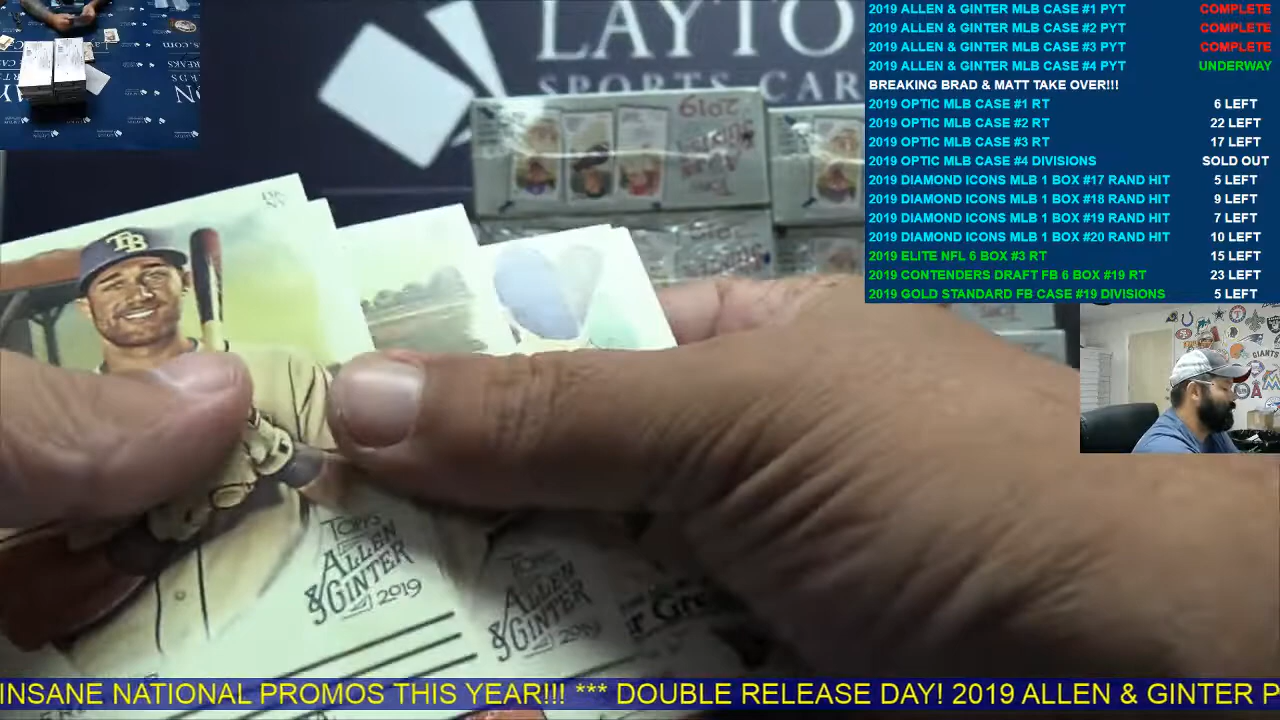 LAYTON
SPORTS CAR
2019
2019 ALLEN & GINTER MLB CASE #1 PYT COMPLETE
2019 ALLEN & GINTER MLB CASE #2 PYT COMPLETE
2019 ALLEN & GINTER MLB CASE #3 PYT COMPLETE
2019 ALLEN & GINTER MLB CASE #4 PYT UNDERWAY
BREAKING BRAD & MATT TAKE OVER!!!
2019 OPTIC MLB CASE #1 RT 6 LEFT
2019 OPTIC MLB CASE #2 RT 22 LEFT
2019 OPTIC MLB CASE #3 RT 17 LEFT
2019 OPTIC MLB CASE #4 DIVISIONS SOLD OUT
2019 DIAMOND ICONS MLB 1 BOX #17 RAND HIT 5 LEFT
2019 DIAMOND ICONS MLB 1 BOX #18 RAND HIT 9 LEFT
2019 DIAMOND ICONS MLB 1 BOX #19 RAND HIT 7 LEFT
2019 DIAMOND ICONS MLB 1 BOX #20 RAND HIT 10 LEFT
2019 ELITE NFL 6 BOX #3 RT 15 LEFT
2019 CONTENDERS DRAFT FB 6 BOX #19 RT 23 LEFT
2019 GOLD STANDARD FB CASE #19 DIVISIONS 5 LEFT
TB
GIANTS
TOPPS
ALLEN
& GINTER
2019
TOPPS
ALLEN
& GINTER
2019
INSANE NATIONAL PROMOS THIS YEAR!!! *** DOUBLE RELEASE DAY! 2019 ALLEN & GINTER P